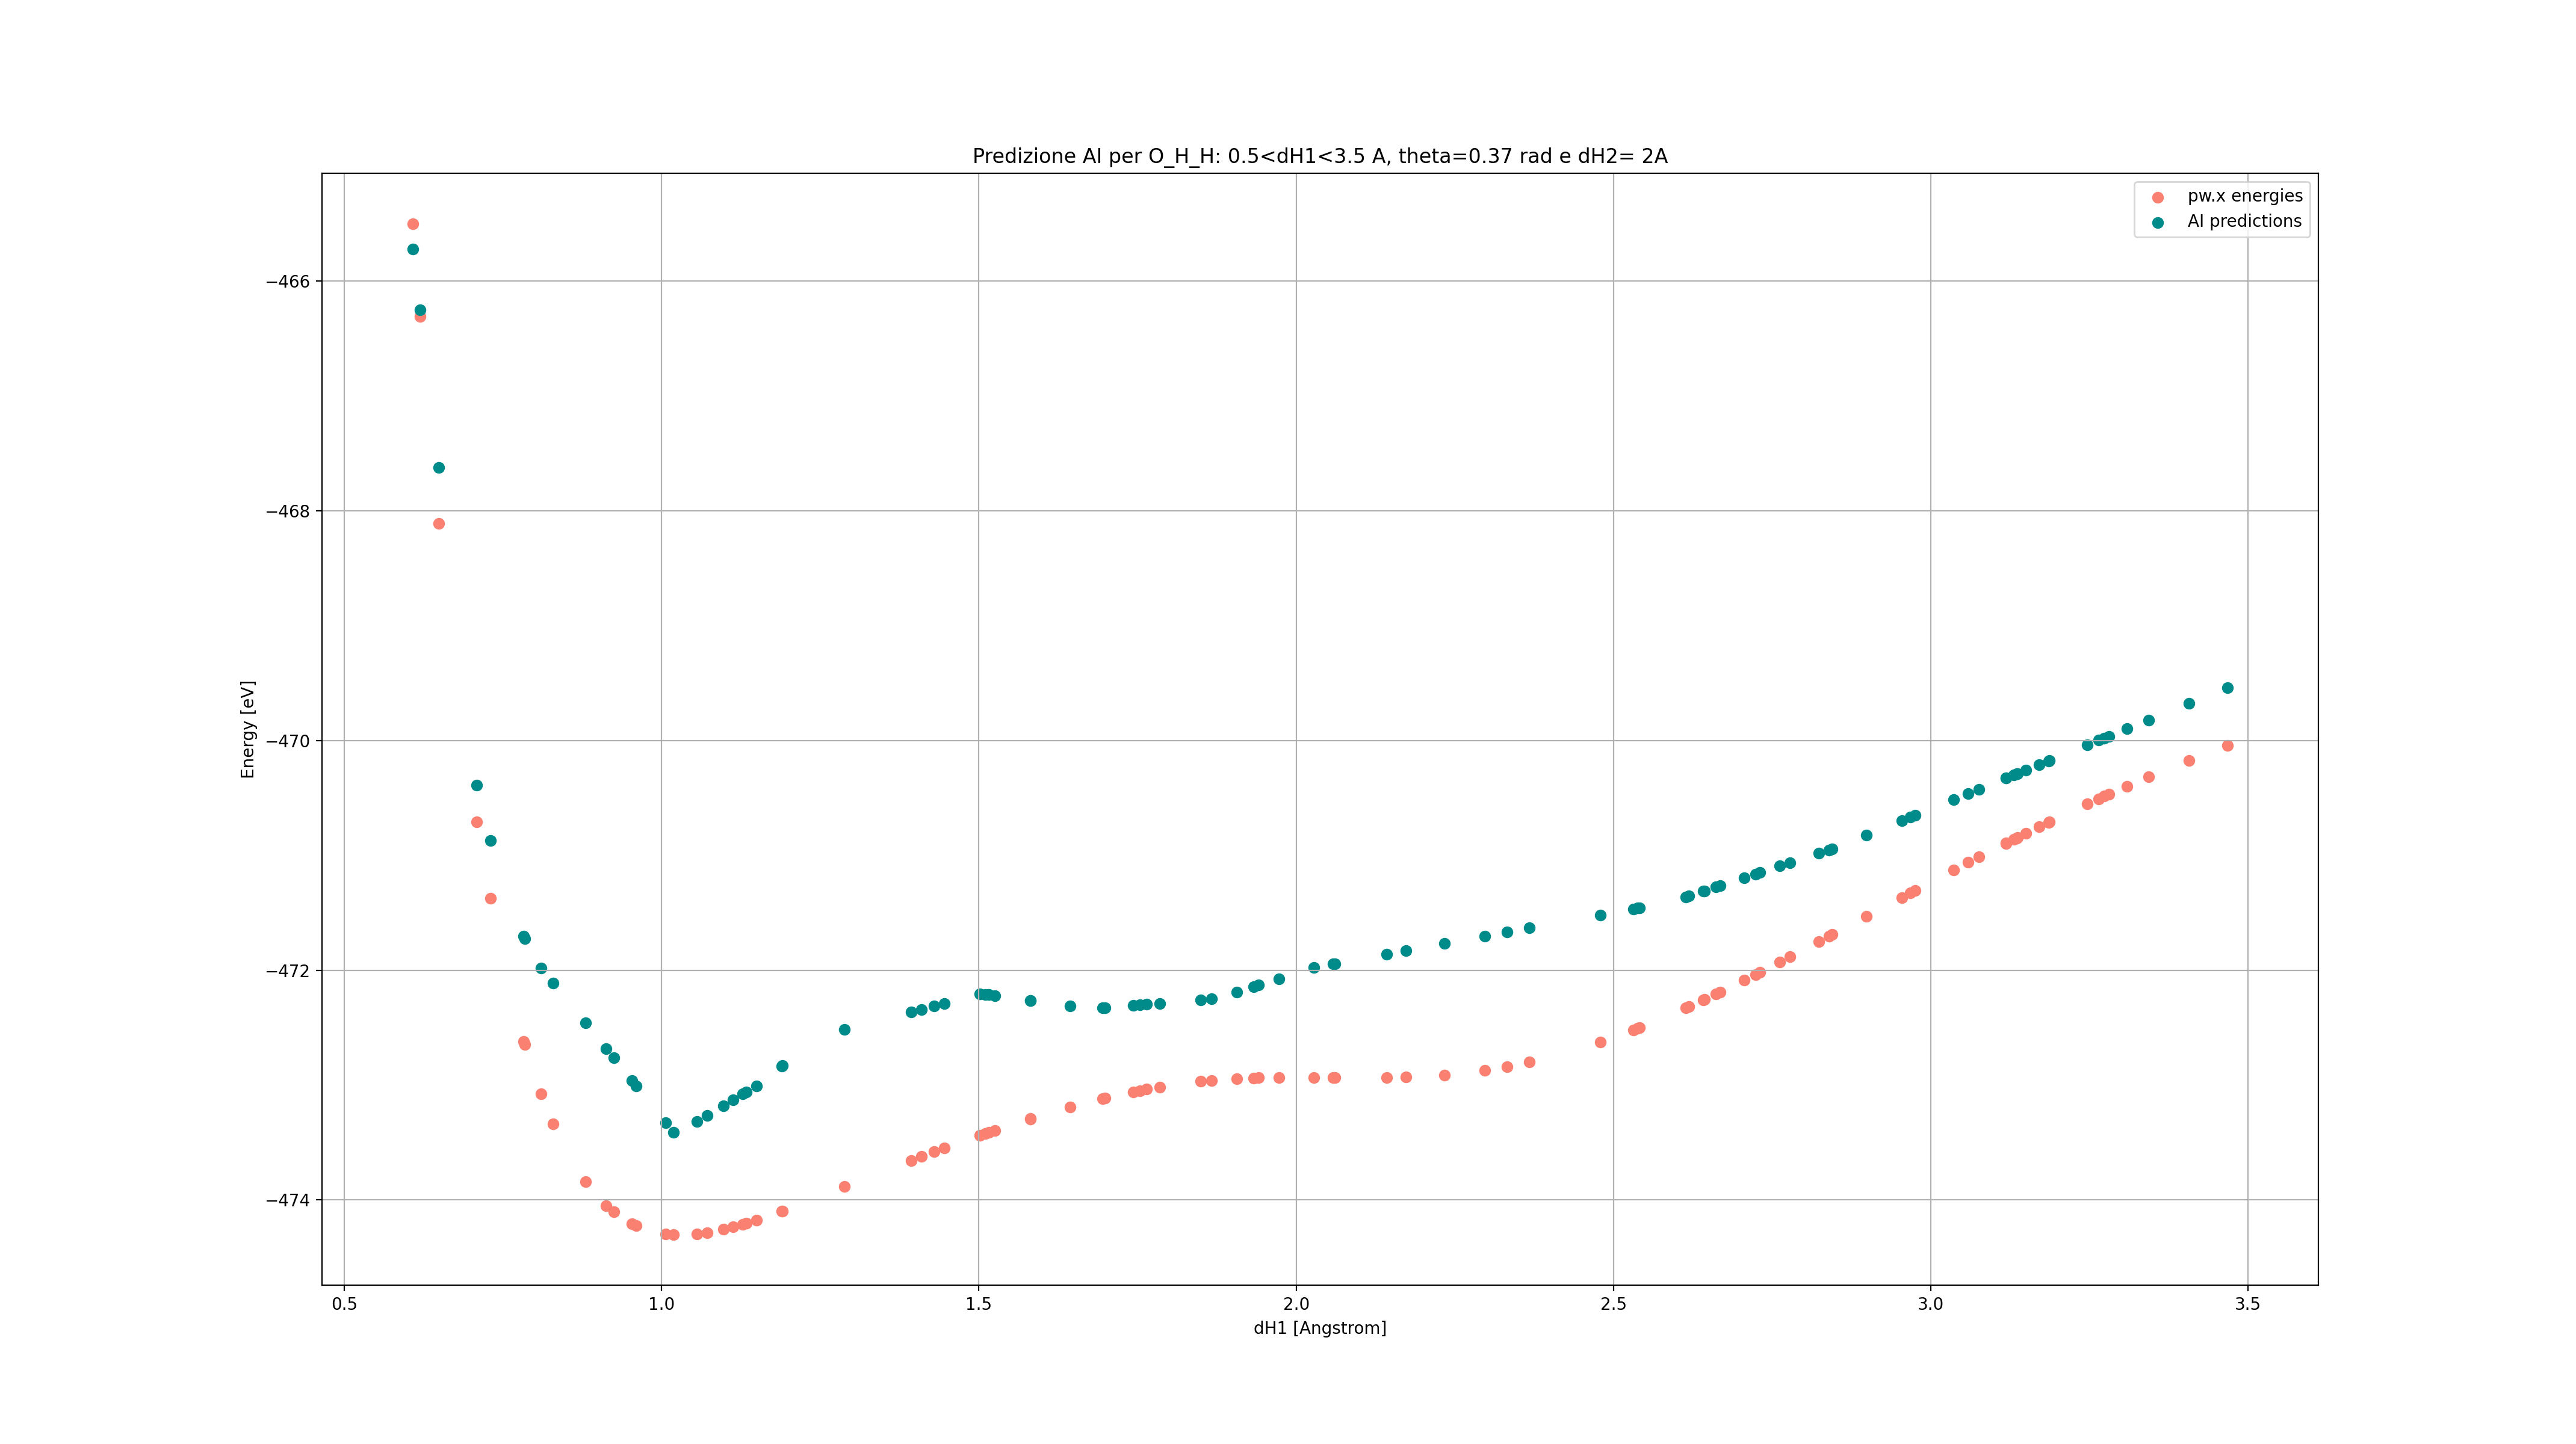 Predizione AI per O_H_H: 0.5<dH1<3.5 A, theta=0.37 rad e dH2= 2A
pw.x energies
AI predictions
−466
−468
−470
−472
−474
Energy [eV]
0.5 1.0 1.5 2.0 2.5 3.0 3.5
dH1 [Angstrom]